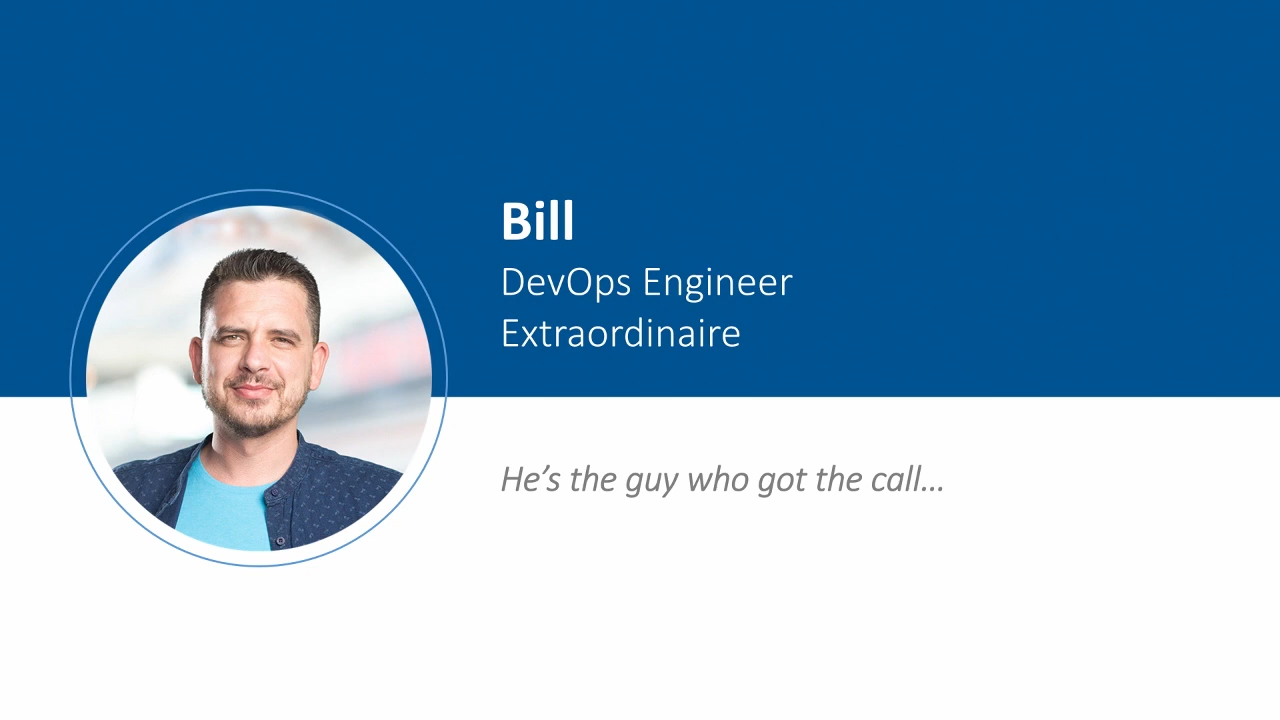 Bill
DevOps Engineer
Extraordinaire
He’s the guy who got the call…